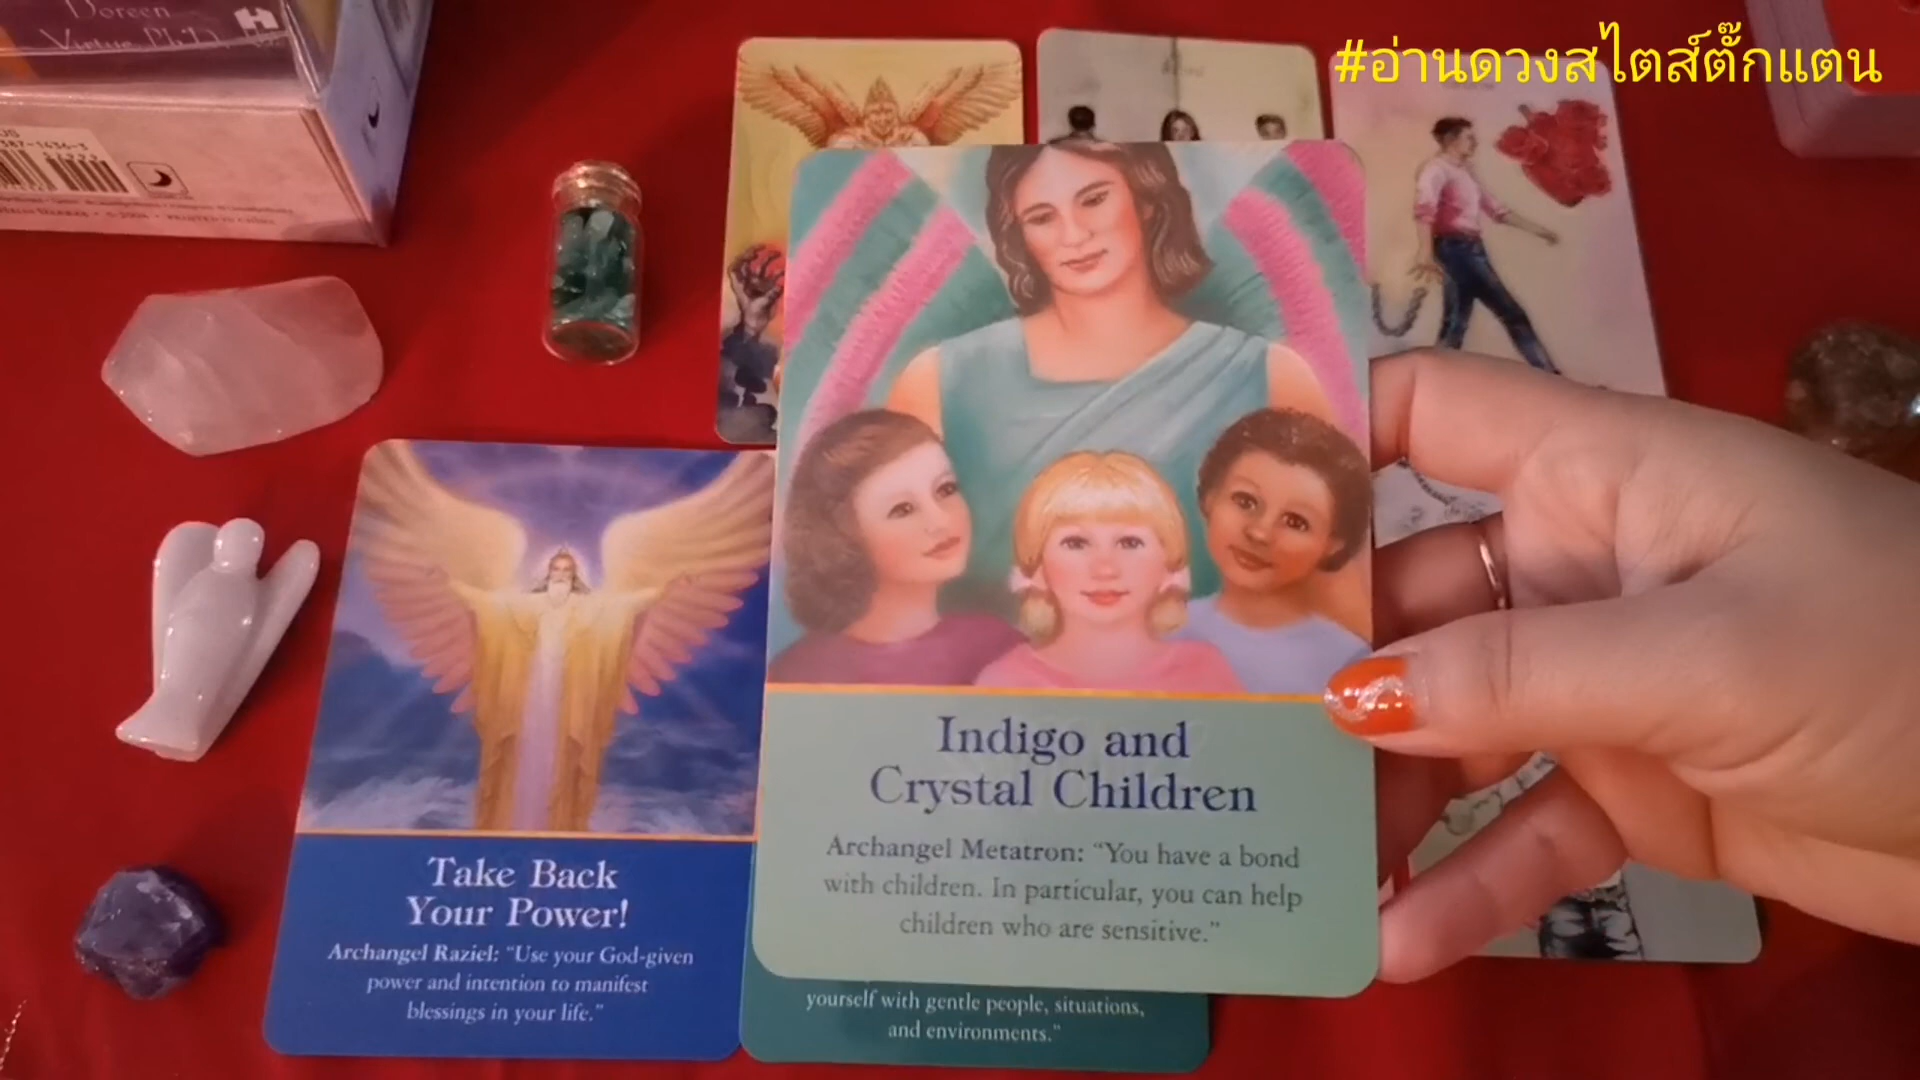 Doreen
Virtue, Ph.D.
#อ่านดวงสไตส์ตั๊กแตน
Indigo and
Crystal Children
Archangel Metatron: “You have a bond
with children. In particular, you can help
children who are sensitive.”
Take Back
Your Power!
Archangel Raziel: “Use your God-given
power and intention to manifest
blessings in your life.”
yourself with gentle people, situations,
and environments.”